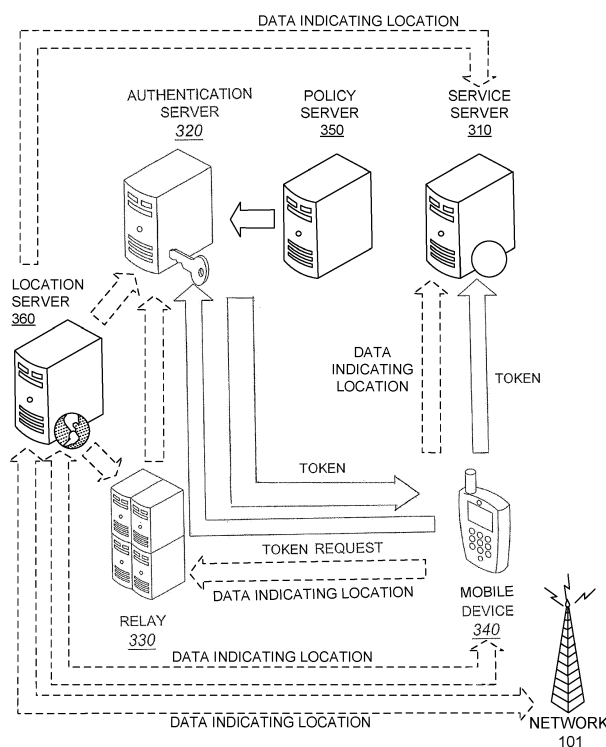 DATA INDICATING LOCATION
AUTHENTICATION
SERVER
320
POLICY
SERVER
350
SERVICE
SERVER
310
LOCATION
SERVER
360
DATA
INDICATING
LOCATION
TOKEN
TOKEN
TOKEN REQUEST
DATA INDICATING LOCATION
RELAY
330
MOBILE
DEVICE
340
DATA INDICATING LOCATION
DATA INDICATING LOCATION
NETWORK
101